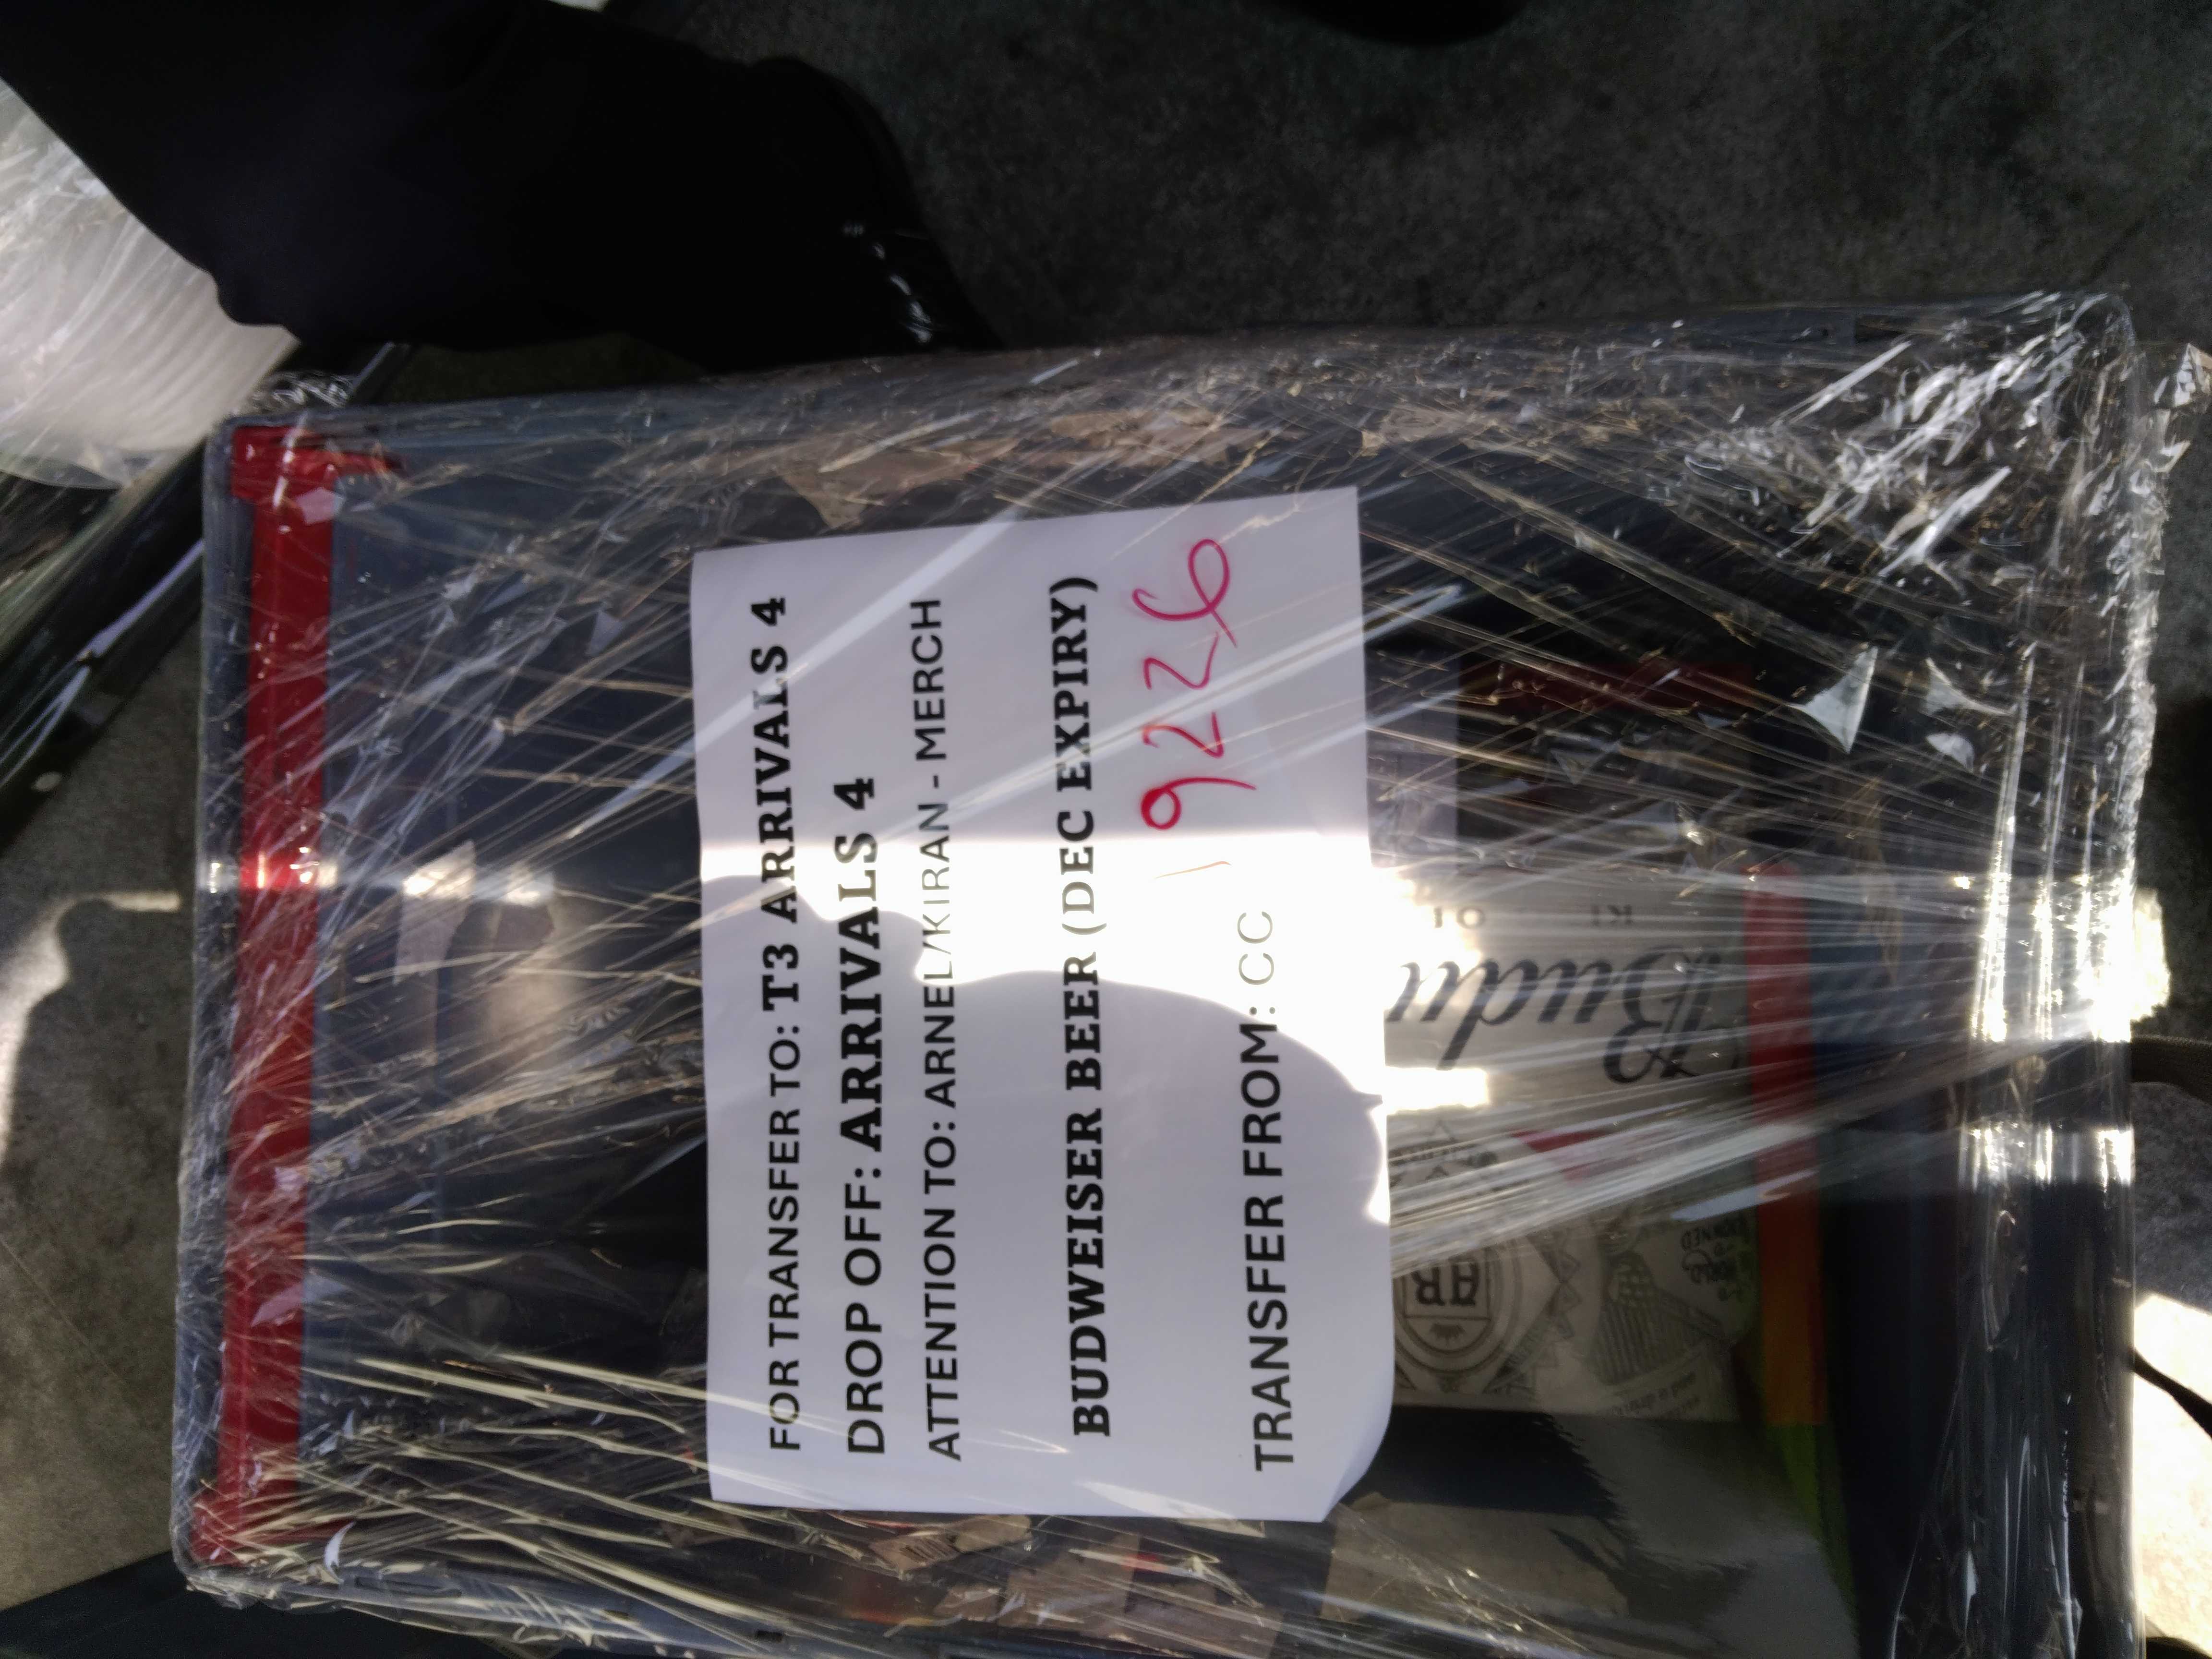 FOR TRANSFER TO: T3 ARRIVALS 4
DROP OFF: ARRIVALS 4
ATTENTION TO: ARNEL/KIRAN - MERCH
BUDWEISER BEER (DEC EXPIRY)
9226
TRANSFER FROM: CC
Budw